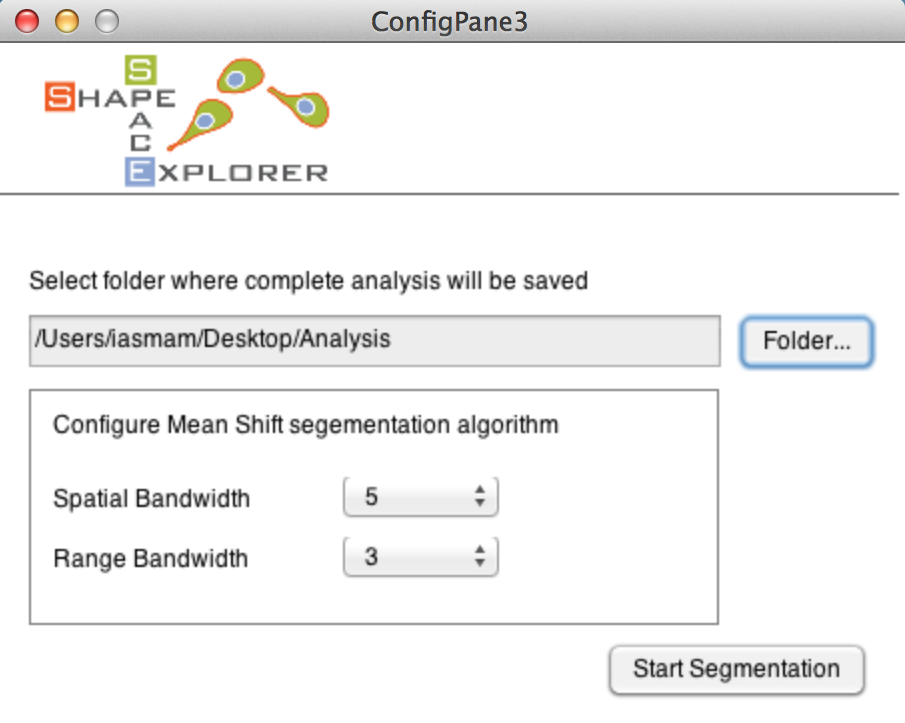 ConfigPane3
SHAPE
SPACE
EXPLORER
Select folder where complete analysis will be saved
/Users/iasmam/Desktop/Analysis
Folder...
Configure Mean Shift segementation algorithm
Spatial Bandwidth
5
Range Bandwidth
3
Start Segmentation